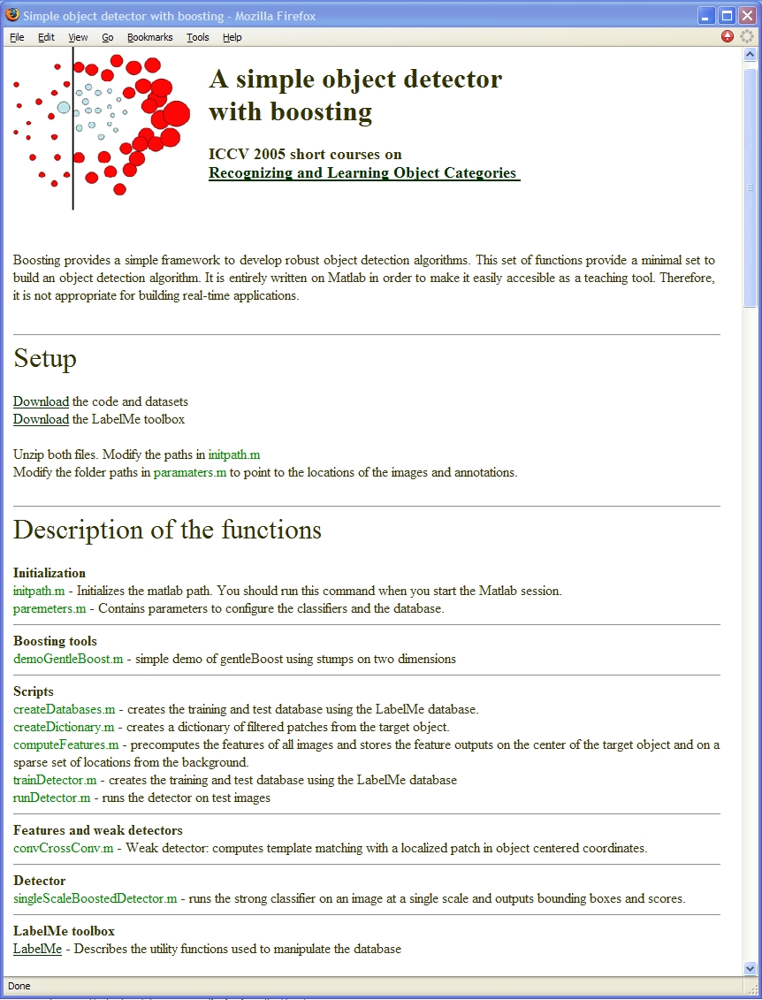 Simple object detector with boosting - Mozilla Firefox
File Edit View Go Bookmarks Tools Help
A simple object detector
with boosting
ICCV 2005 short courses on
Recognizing and Learning Object Categories
Boosting provides a simple framework to develop robust object detection algorithms. This set of functions provide a minimal set to
build an object detection algorithm. It is entirely written on Matlab in order to make it easily accesible as a teaching tool. Therefore,
it is not appropriate for building real-time applications.
Setup
Download the code and datasets
Download the LabelMe toolbox
Unzip both files. Modify the paths in initpath.m
Modify the folder paths in paramaters.m to point to the locations of the images and annotations.
Description of the functions
Initialization
initpath.m - Initializes the matlab path. You should run this command when you start the Matlab session.
paremeters.m - Contains parameters to configure the classifiers and the database.
Boosting tools
demoGentleBoost.m - simple demo of gentleBoost using stumps on two dimensions
Scripts
createDatabases.m - creates the training and test database using the LabelMe database.
createDictionary.m - creates a dictionary of filtered patches from the target object.
computeFeatures.m - precomputes the features of all images and stores the feature outputs on the center of the target object and on a
sparse set of locations from the background.
trainDetector.m - creates the training and test database using the LabelMe database
runDetector.m - runs the detector on test images
Features and weak detectors
convCrossConv.m - Weak detector: computes template matching with a localized patch in object centered coordinates.
Detector
singleScaleBoostedDetector.m - runs the strong classifier on an image at a single scale and outputs bounding boxes and scores.
LabelMe toolbox
LabelMe - Describes the utility functions used to manipulate the database
Done